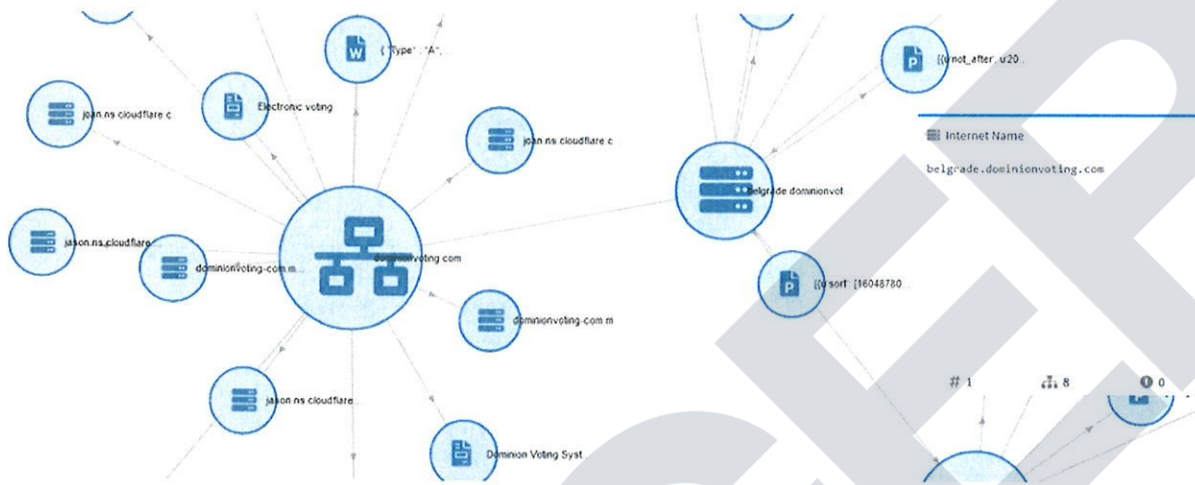 { "Type" : "A", ...
[{u'not_after': u'20...
joan.ns.cloudflare.c...
Electronic voting
Internet Name
joan.ns.cloudflare.c...
belgrade.dominionvoting.com
belgrade.dominionvot...
jason.ns.cloudflare...
dominionvoting.com
dominionvoting-com.m...
[{u'sort': [16048780...
dominionvoting-com.m...
# 1 8 0
jason.ns.cloudflare...
Dominion Voting Syst...